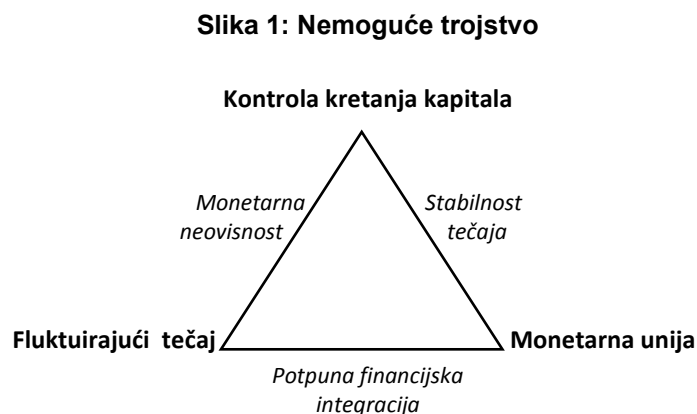 Slika 1: Nemoguće trojstvo
Kontrola kretanja kapitala
Monetarna
neovisnost
Stabilnost
tečaja
Fluktuirajući tečaj
Monetarna unija
Potpuna financijska
integracija